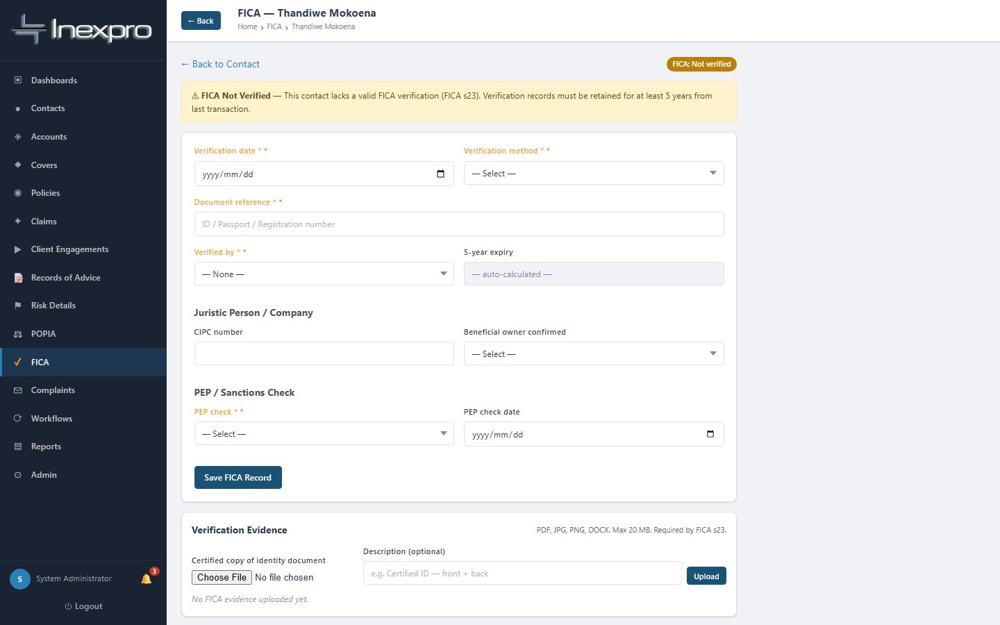 Inexpro
← Back
FICA — Thandiwe Mokoena
Home › FICA › Thandiwe Mokoena
Dashboards
Contacts
Accounts
Covers
Policies
Claims
Client Engagements
Records of Advice
Risk Details
POPIA
FICA
Complaints
Workflows
Reports
Admin
S
System Administrator
3
Logout
← Back to Contact
FICA: Not verified
⚠ FICA Not Verified — This contact lacks a valid FICA verification (FICA s23). Verification records must be retained for at least 5 years from
last transaction.
Verification date * *
Verification method * *
yyyy/mm/dd
— Select —
Document reference * *
ID / Passport / Registration number
Verified by * *
5-year expiry
— None —
— auto-calculated —
Juristic Person / Company
CIPC number
Beneficial owner confirmed
— Select —
PEP / Sanctions Check
PEP check * *
PEP check date
— Select —
yyyy/mm/dd
Save FICA Record
Verification Evidence
PDF, JPG, PNG, DOCX. Max 20 MB. Required by FICA s23.
Certified copy of identity document
Description (optional)
Choose File No file chosen
e.g. Certified ID — front + back
Upload
No FICA evidence uploaded yet.